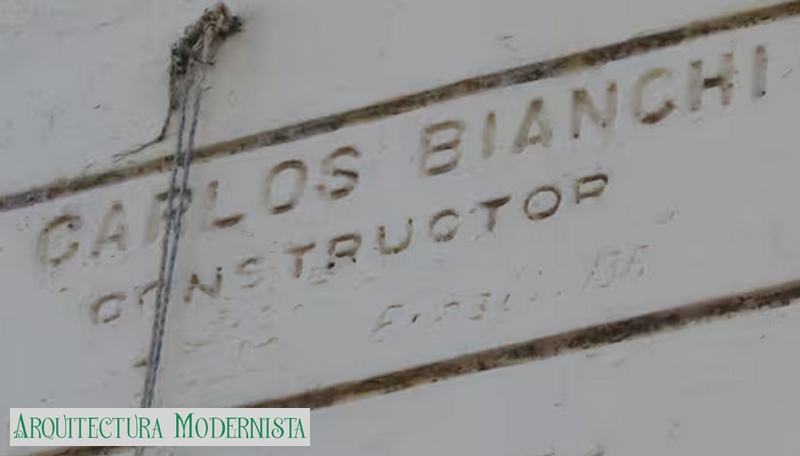 CARLOS BIANCHI
CONSTRUCTOR
Arquitectura Modernista